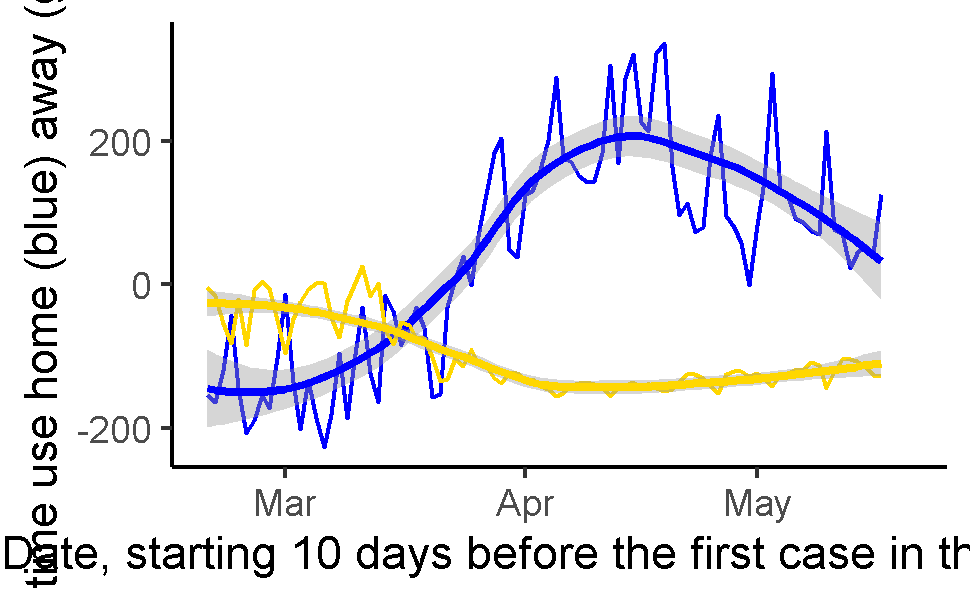 time use home (blue) away
200
0
-200
Mar Apr May
Date, starting 10 days before the first case in